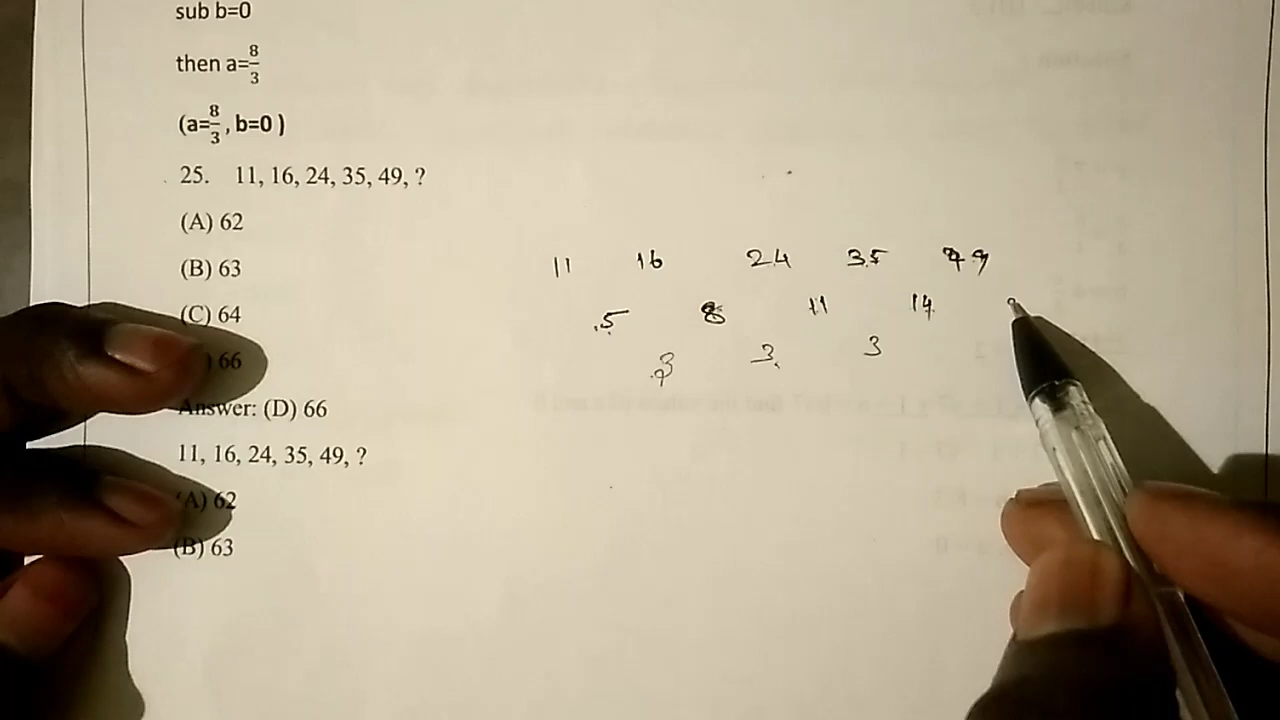 sub b=0
then a=8/3
(a=8/3, b=0 )
25. 11, 16, 24, 35, 49, ?
(A) 62
(B) 63
(C) 64
) 66
Answer: (D) 66
11, 16, 24, 35, 49, ?
(A) 62
(B) 63
11 16 24 35 49
5 8 11 14
3 3 3